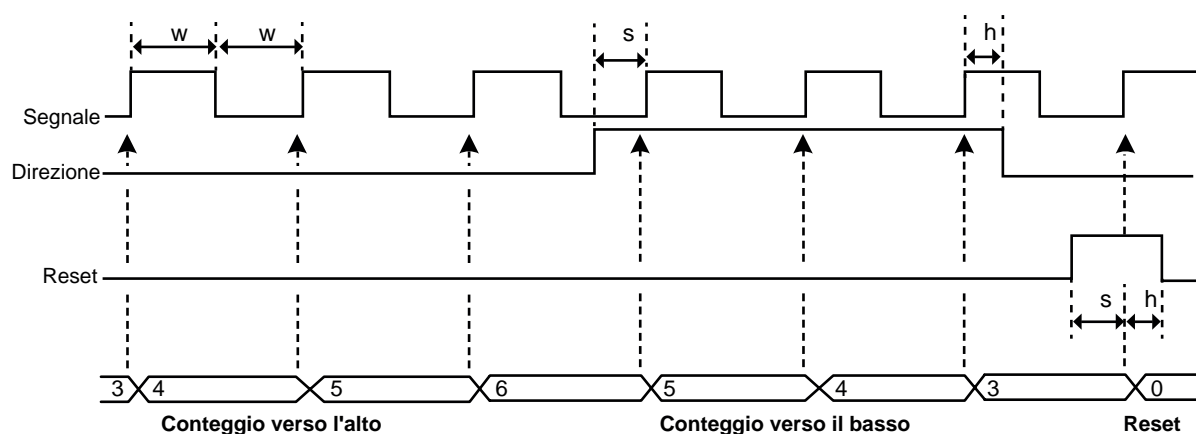 w w s h
Segnale
Direzione
Reset
s h
3 4 5 6 5 4 3 0
Conteggio verso l'alto Conteggio verso il basso Reset